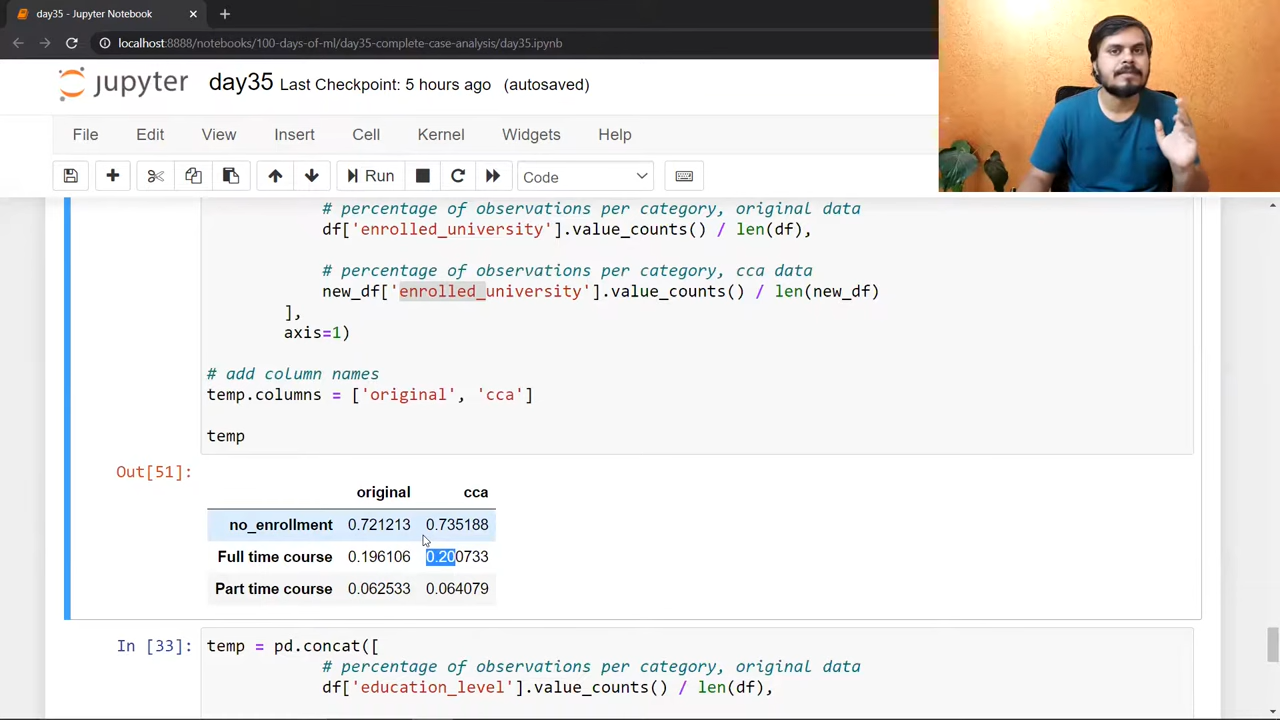 day35 - Jupyter Notebook
localhost:8888/notebooks/100-days-of-ml/day35-complete-case-analysis/day35.ipynb
jupyter day35 Last Checkpoint: 5 hours ago (autosaved)
File Edit View Insert Cell Kernel Widgets Help
Run Code
# percentage of observations per category, original data
df['enrolled_university'].value_counts() / len(df),
# percentage of observations per category, cca data
new_df['enrolled_university'].value_counts() / len(new_df)
],
axis=1)
# add column names
temp.columns = ['original', 'cca']
temp
Out[51]:
original cca
no_enrollment 0.721213 0.735188
Full time course 0.196106 0.200733
Part time course 0.062533 0.064079
In [33]: temp = pd.concat([
# percentage of observations per category, original data
df['education_level'].value_counts() / len(df),